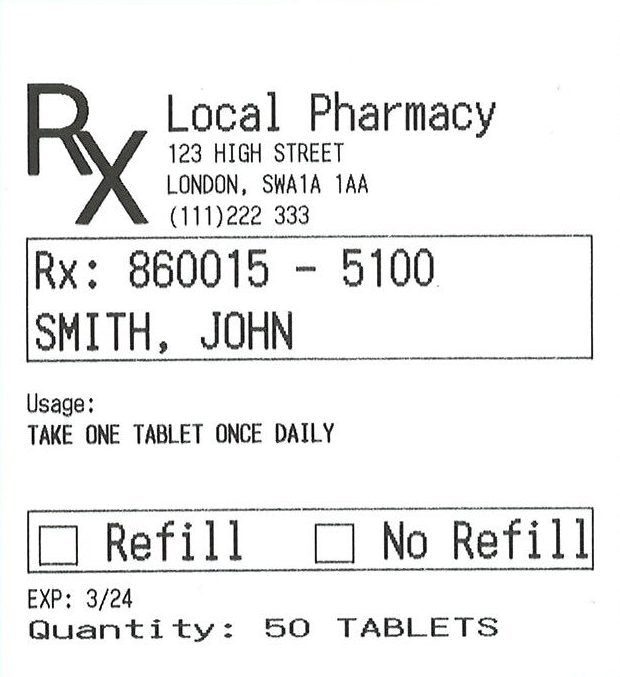 Rx
Local Pharmacy
123 HIGH STREET
LONDON, SWA1A 1AA
(111)222 333
Rx: 860015 - 5100
SMITH, JOHN
Usage:
TAKE ONE TABLET ONCE DAILY
Refill No Refill
EXP: 3/24
Quantity: 50 TABLETS